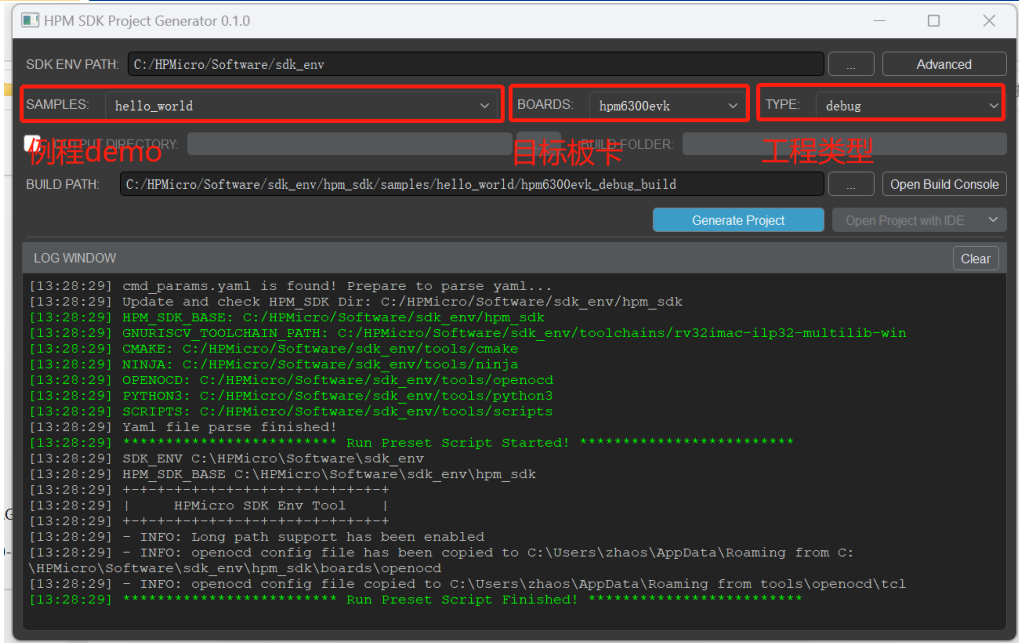 HPM SDK Project Generator 0.1.0
SDK ENV PATH: C:/HPMicro/Software/sdk_env ... Advanced
SAMPLES: hello_world BOARDS: hpm6300evk TYPE: debug
OUTPUT DIRECTORY: BUILD FOLDER:
例程demo 目标板卡 工程类型
BUILD PATH: C:/HPMicro/Software/sdk_env/hpm_sdk/samples/hello_world/hpm6300evk_debug_build ... Open Build Console
Generate Project Open Project with IDE
LOG WINDOW Clear
[13:28:29] cmd_params.yaml is found! Prepare to parse yaml...
[13:28:29] Update and check HPM_SDK Dir: C:/HPMicro/Software/sdk_env/hpm_sdk
[13:28:29] HPM_SDK_BASE: C:/HPMicro/Software/sdk_env/hpm_sdk
[13:28:29] GNURISCV_TOOLCHAIN_PATH: C:/HPMicro/Software/sdk_env/toolchains/rv32imac-ilp32-multilib-win
[13:28:29] CMAKE: C:/HPMicro/Software/sdk_env/tools/cmake
[13:28:29] NINJA: C:/HPMicro/Software/sdk_env/tools/ninja
[13:28:29] OPENOCD: C:/HPMicro/Software/sdk_env/tools/openocd
[13:28:29] PYTHON3: C:/HPMicro/Software/sdk_env/tools/python3
[13:28:29] SCRIPTS: C:/HPMicro/Software/sdk_env/tools/scripts
[13:28:29] Yaml file parse finished!
[13:28:29] ************************* Run Preset Script Started! *************************
[13:28:29] SDK_ENV C:\HPMicro\Software\sdk_env
[13:28:29] HPM_SDK_BASE C:\HPMicro\Software\sdk_env\hpm_sdk
[13:28:29] +-+-+-+-+-+-+-+-+-+-+-+-+-+-+-+
[13:28:29] | HPMicro SDK Env Tool |
[13:28:29] +-+-+-+-+-+-+-+-+-+-+-+-+-+-+-+
[13:28:29] - INFO: Long path support has been enabled
[13:28:29] - INFO: openocd config file has been copied to C:\Users\zhaos\AppData\Roaming from C:
\HPMicro\Software\sdk_env\hpm_sdk\boards\openocd
[13:28:29] - INFO: openocd config file copied to C:\Users\zhaos\AppData\Roaming from tools\openocd\tcl
[13:28:29] ************************* Run Preset Script Finished! *************************